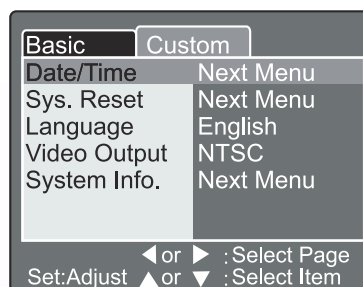 Basic Custom
Date/Time Next Menu
Sys. Reset Next Menu
Language English
Video Output NTSC
System Info. Next Menu
◀ or ▶ :Select Page
Set:Adjust ▲ or ▼ :Select Item